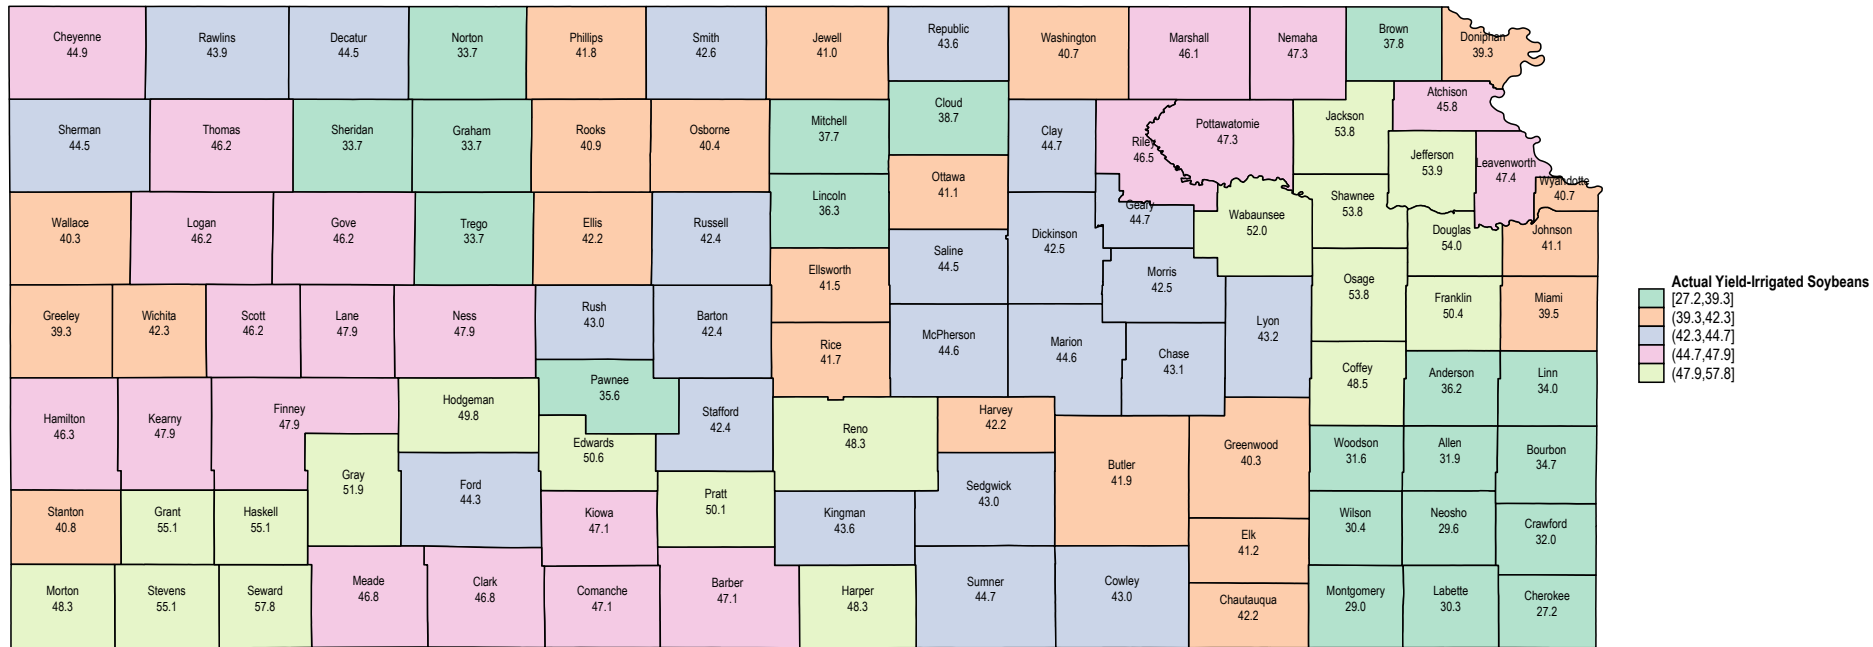 Cheyenne
44.9
Rawlins
43.9
Decatur
44.5
Norton
33.7
Phillips
41.8
Smith
42.6
Jewell
41.0
Republic
43.6
Washington
40.7
Marshall
46.1
Nemaha
47.3
Brown
37.8
Doniphan
39.3
Sherman
44.5
Thomas
46.2
Sheridan
33.7
Graham
33.7
Rooks
40.9
Osborne
40.4
Mitchell
37.7
Cloud
38.7
Clay
44.7
Riley
46.5
Pottawatomie
47.3
Jackson
53.8
Atchison
45.8
Jefferson
53.9
Leavenworth
47.4
Wyandotte
40.7
Wallace
40.3
Logan
46.2
Gove
46.2
Trego
33.7
Ellis
42.2
Russell
42.4
Lincoln
36.3
Ottawa
41.1
Saline
44.5
Dickinson
42.5
Geary
44.7
Wabaunsee
52.0
Shawnee
53.8
Douglas
54.0
Johnson
41.1
Greeley
39.3
Wichita
42.3
Scott
46.2
Lane
47.9
Ness
47.9
Rush
43.0
Barton
42.4
Ellsworth
41.5
Rice
41.7
McPherson
44.6
Marion
44.6
Morris
42.5
Chase
43.1
Lyon
43.2
Osage
53.8
Franklin
50.4
Miami
39.5
Hamilton
46.3
Kearny
47.9
Finney
47.9
Hodgeman
49.8
Pawnee
35.6
Stafford
42.4
Edwards
50.6
Reno
48.3
Harvey
42.2
Butler
41.9
Greenwood
40.3
Coffey
48.5
Anderson
36.2
Linn
34.0
Woodson
31.6
Allen
31.9
Bourbon
34.7
Gray
51.9
Ford
44.3
Stanton
40.8
Grant
55.1
Haskell
55.1
Kiowa
47.1
Pratt
50.1
Kingman
43.6
Sedgwick
43.0
Elk
41.2
Wilson
30.4
Neosho
29.6
Crawford
32.0
Morton
48.3
Stevens
55.1
Seward
57.8
Meade
46.8
Clark
46.8
Comanche
47.1
Barber
47.1
Harper
48.3
Sumner
44.7
Cowley
43.0
Chautauqua
42.2
Montgomery
29.0
Labette
30.3
Cherokee
27.2
Actual Yield-Irrigated Soybeans
[27.2,39.3]
(39.3,42.3]
(42.3,44.7]
(44.7,47.9]
(47.9,57.8]